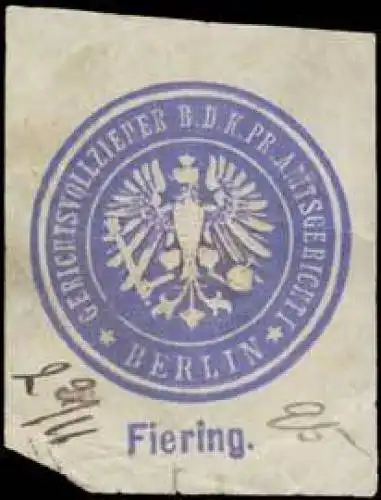 GERICHTSVOLLZIEHER B.D.K.PR.AMTSGERICHT I
BERLIN
Fiering.